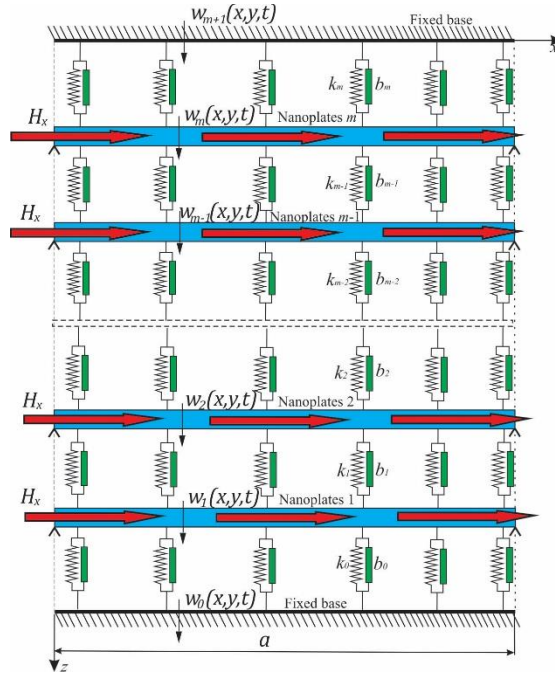 w_{m+1}(x,y,t)
Fixed base
x
k_m b_m
w_m(x,y,t)
H_x
Nanoplates m
k_{m-1} b_{m-1}
w_{m-1}(x,y,t)
H_x
Nanoplates m-1
k_{m-2} b_{m-2}
k_2 b_2
w_2(x,y,t)
H_x
Nanoplates 2
k_1 b_1
w_1(x,y,t)
H_x
Nanoplates 1
k_0 b_0
w_0(x,y,t)
Fixed base
a
z